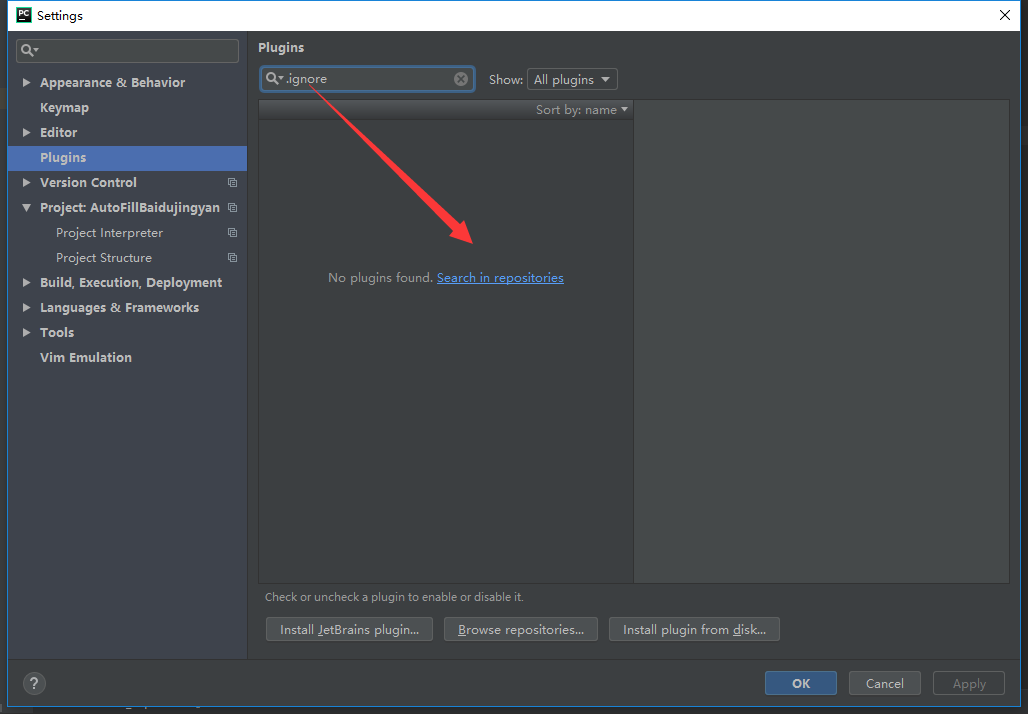 PC Settings
Plugins
.ignore
Show: All plugins
Appearance & Behavior
Keymap
Editor
Plugins
Version Control
Project: AutoFillBaidujingyan
Project Interpreter
Project Structure
Build, Execution, Deployment
Languages & Frameworks
Tools
Vim Emulation
Sort by: name
No plugins found. Search in repositories
Check or uncheck a plugin to enable or disable it.
Install JetBrains plugin... Browse repositories... Install plugin from disk...
? OK Cancel Apply